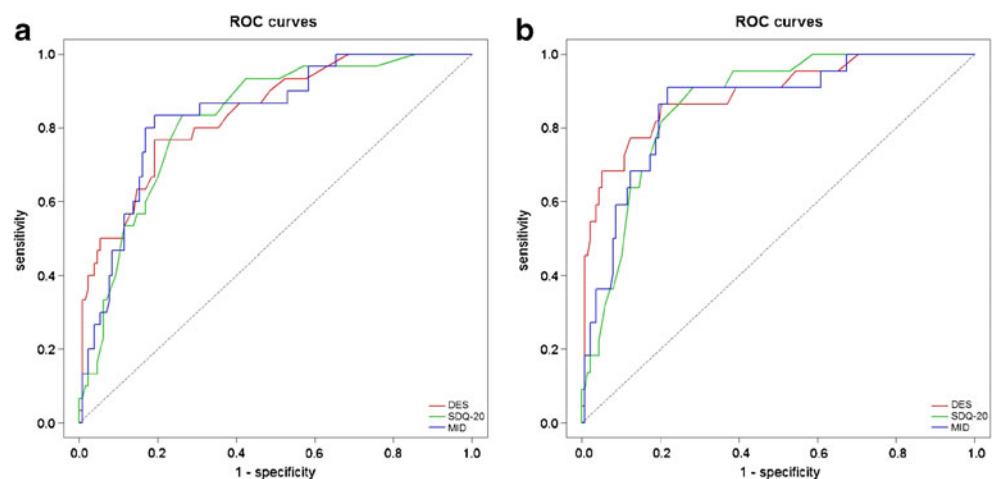 a
ROC curves
1.0
0.8
0.6
0.4
0.2
0.0
sensitivity
0.0 0.2 0.4 0.6 0.8 1.0
1 - specificity
DES
SDQ-20
MID
b
ROC curves
1.0
0.8
0.6
0.4
0.2
0.0
sensitivity
0.0 0.2 0.4 0.6 0.8 1.0
1 - specificity
DES
SDQ-20
MID